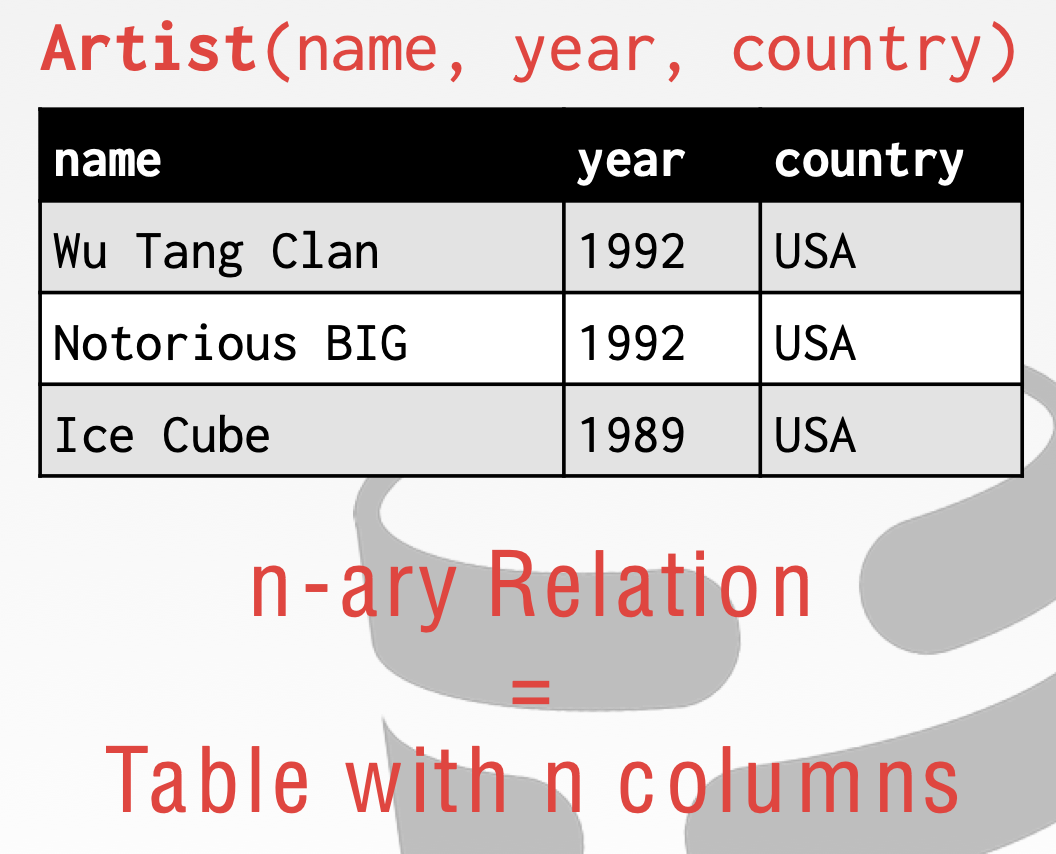 Artist(name, year, country)
name year country
Wu Tang Clan 1992 USA
Notorious BIG 1992 USA
Ice Cube 1989 USA
n-ary Relation
=
Table with n columns